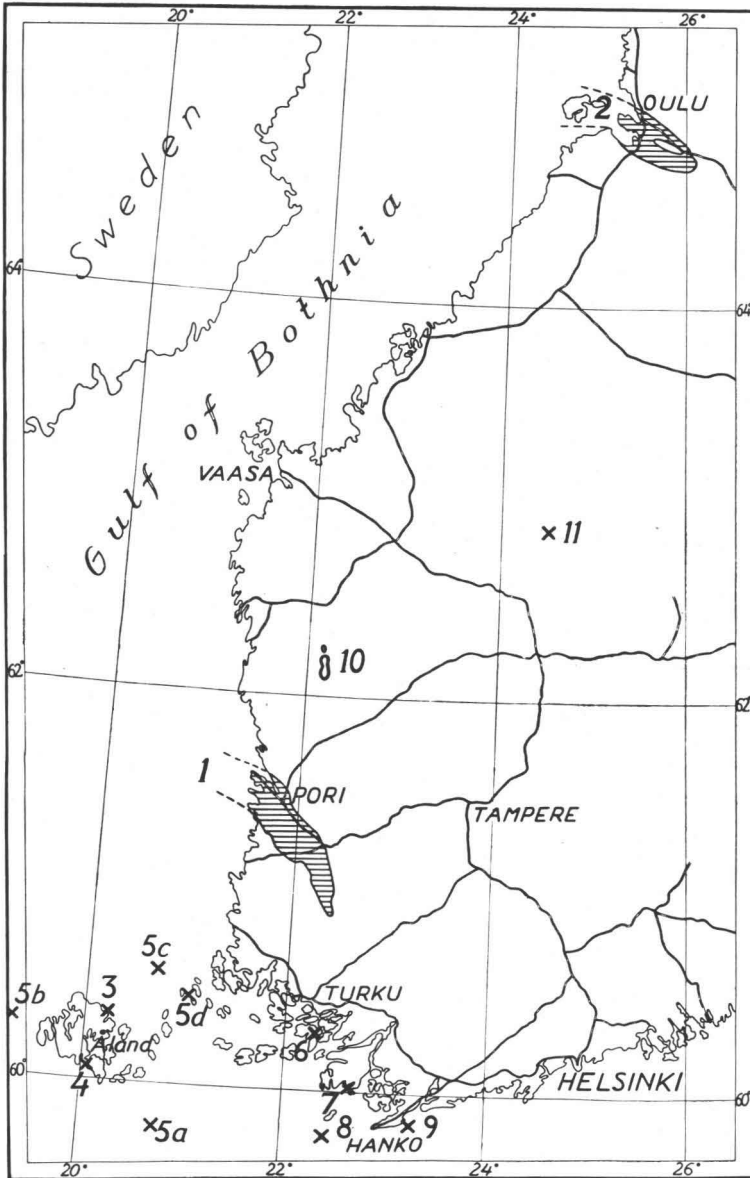 20° 22° 24° 26°
OULU
2
Sweden
Gulf of Bothnia
64° 64°
VAASA
11
10
62° 62°
1
PORI
TAMPERE
5c
5b 3
5d
TURKU
Åland
6
4
60° 60°
HELSINKI
7
5a 8 9
HANKO
20° 22° 24° 26°